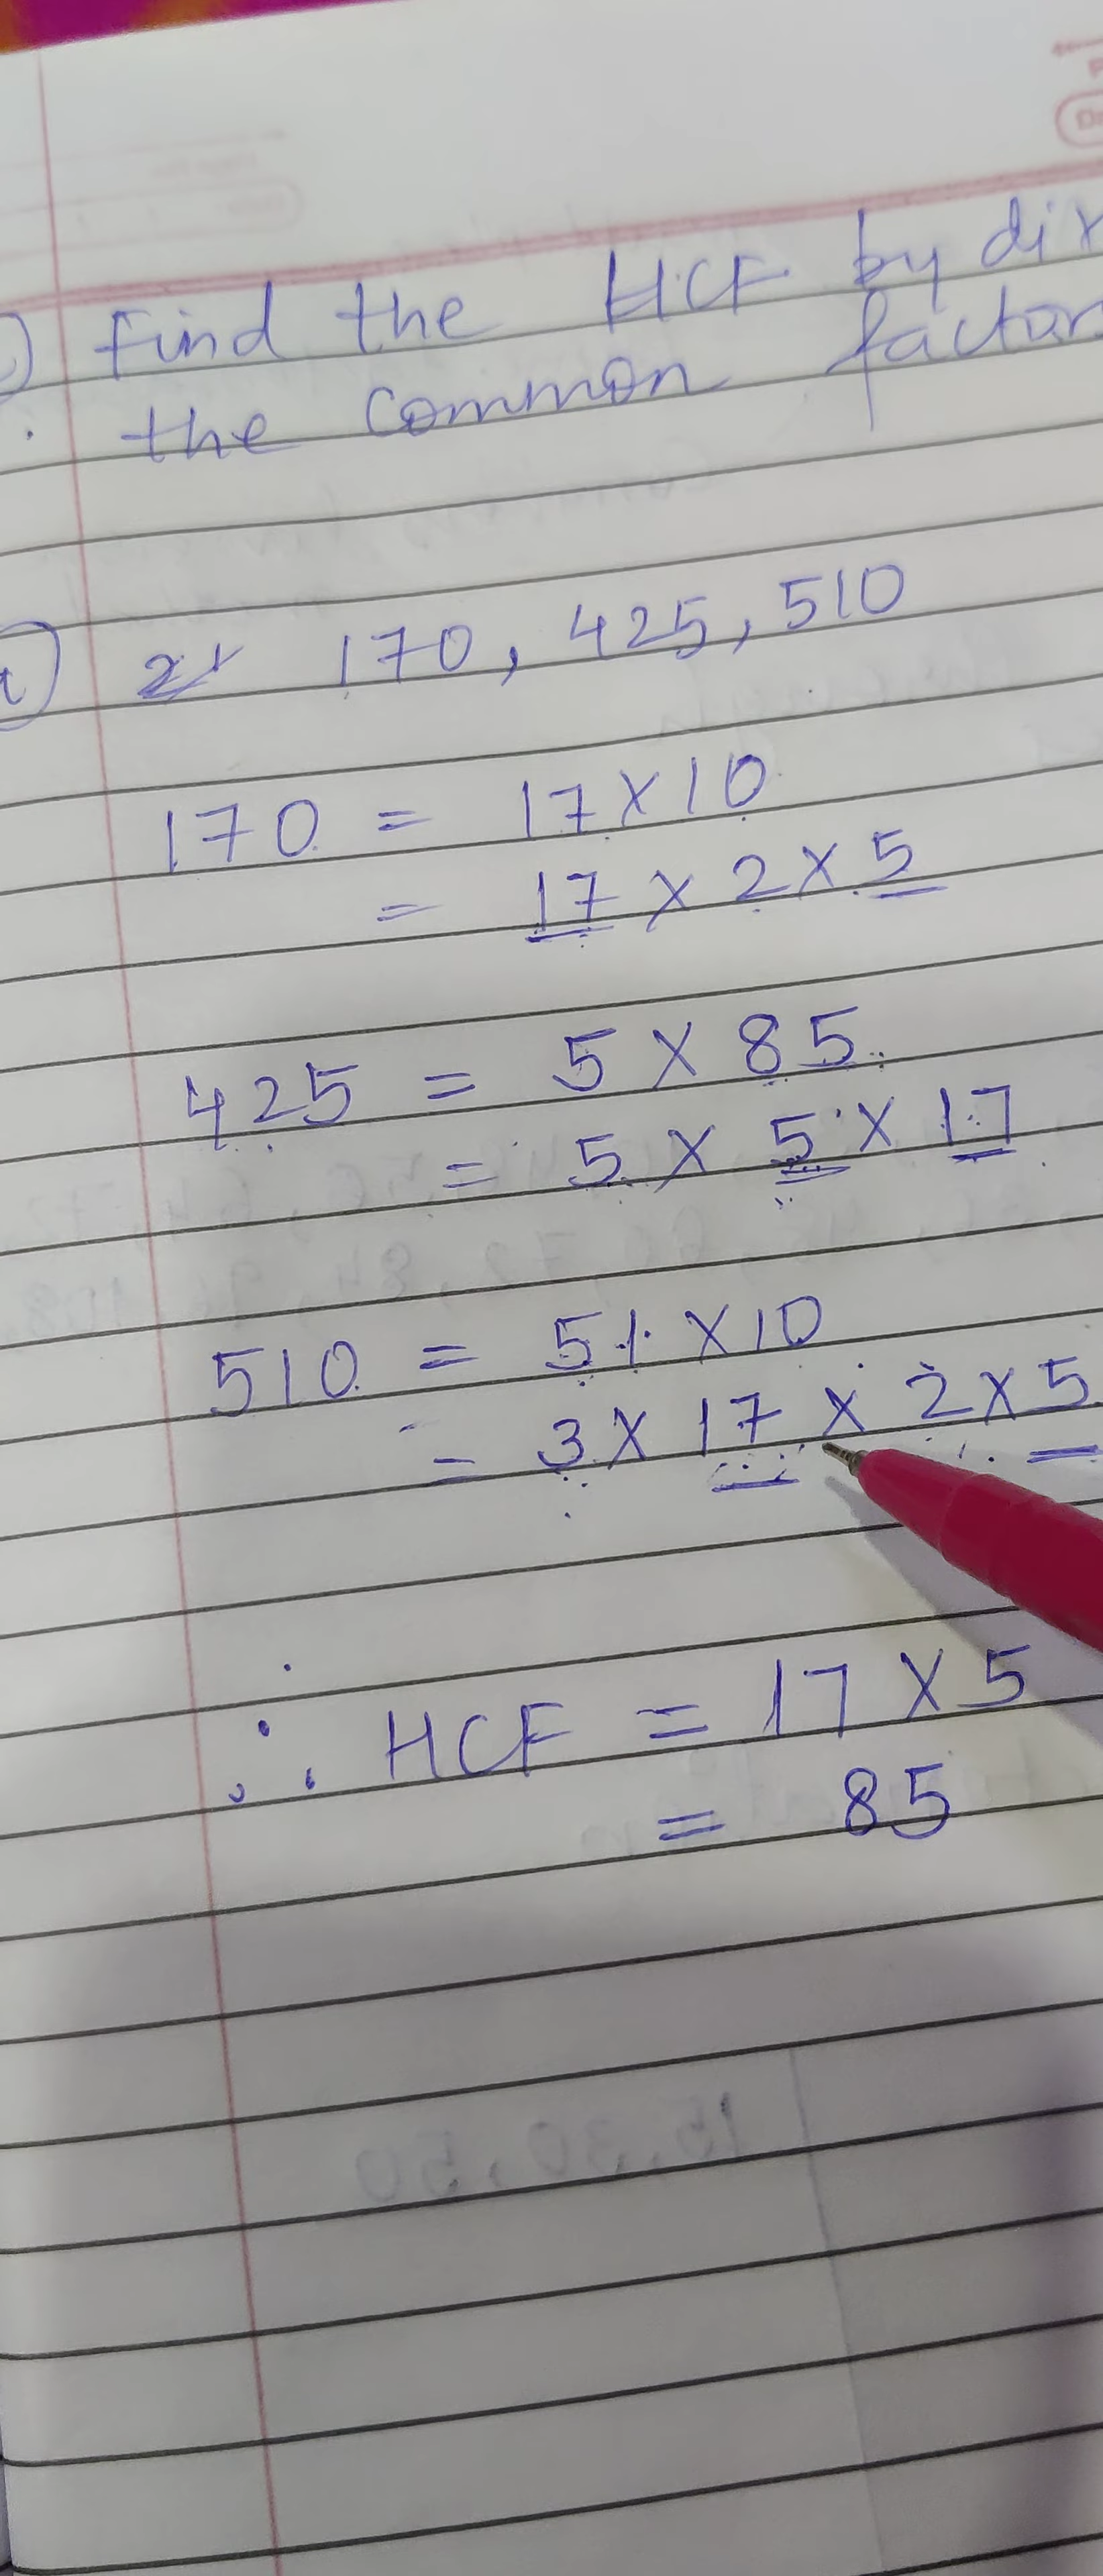 Find the HCF by
the common factor
170, 425, 510
170 = 17 × 10
= 17 × 2 × 5
425 = 5 × 85
= 5 × 5 × 17
510 = 51 × 10
= 3 × 17 × 2 × 5
∴ HCF = 17 × 5
= 85